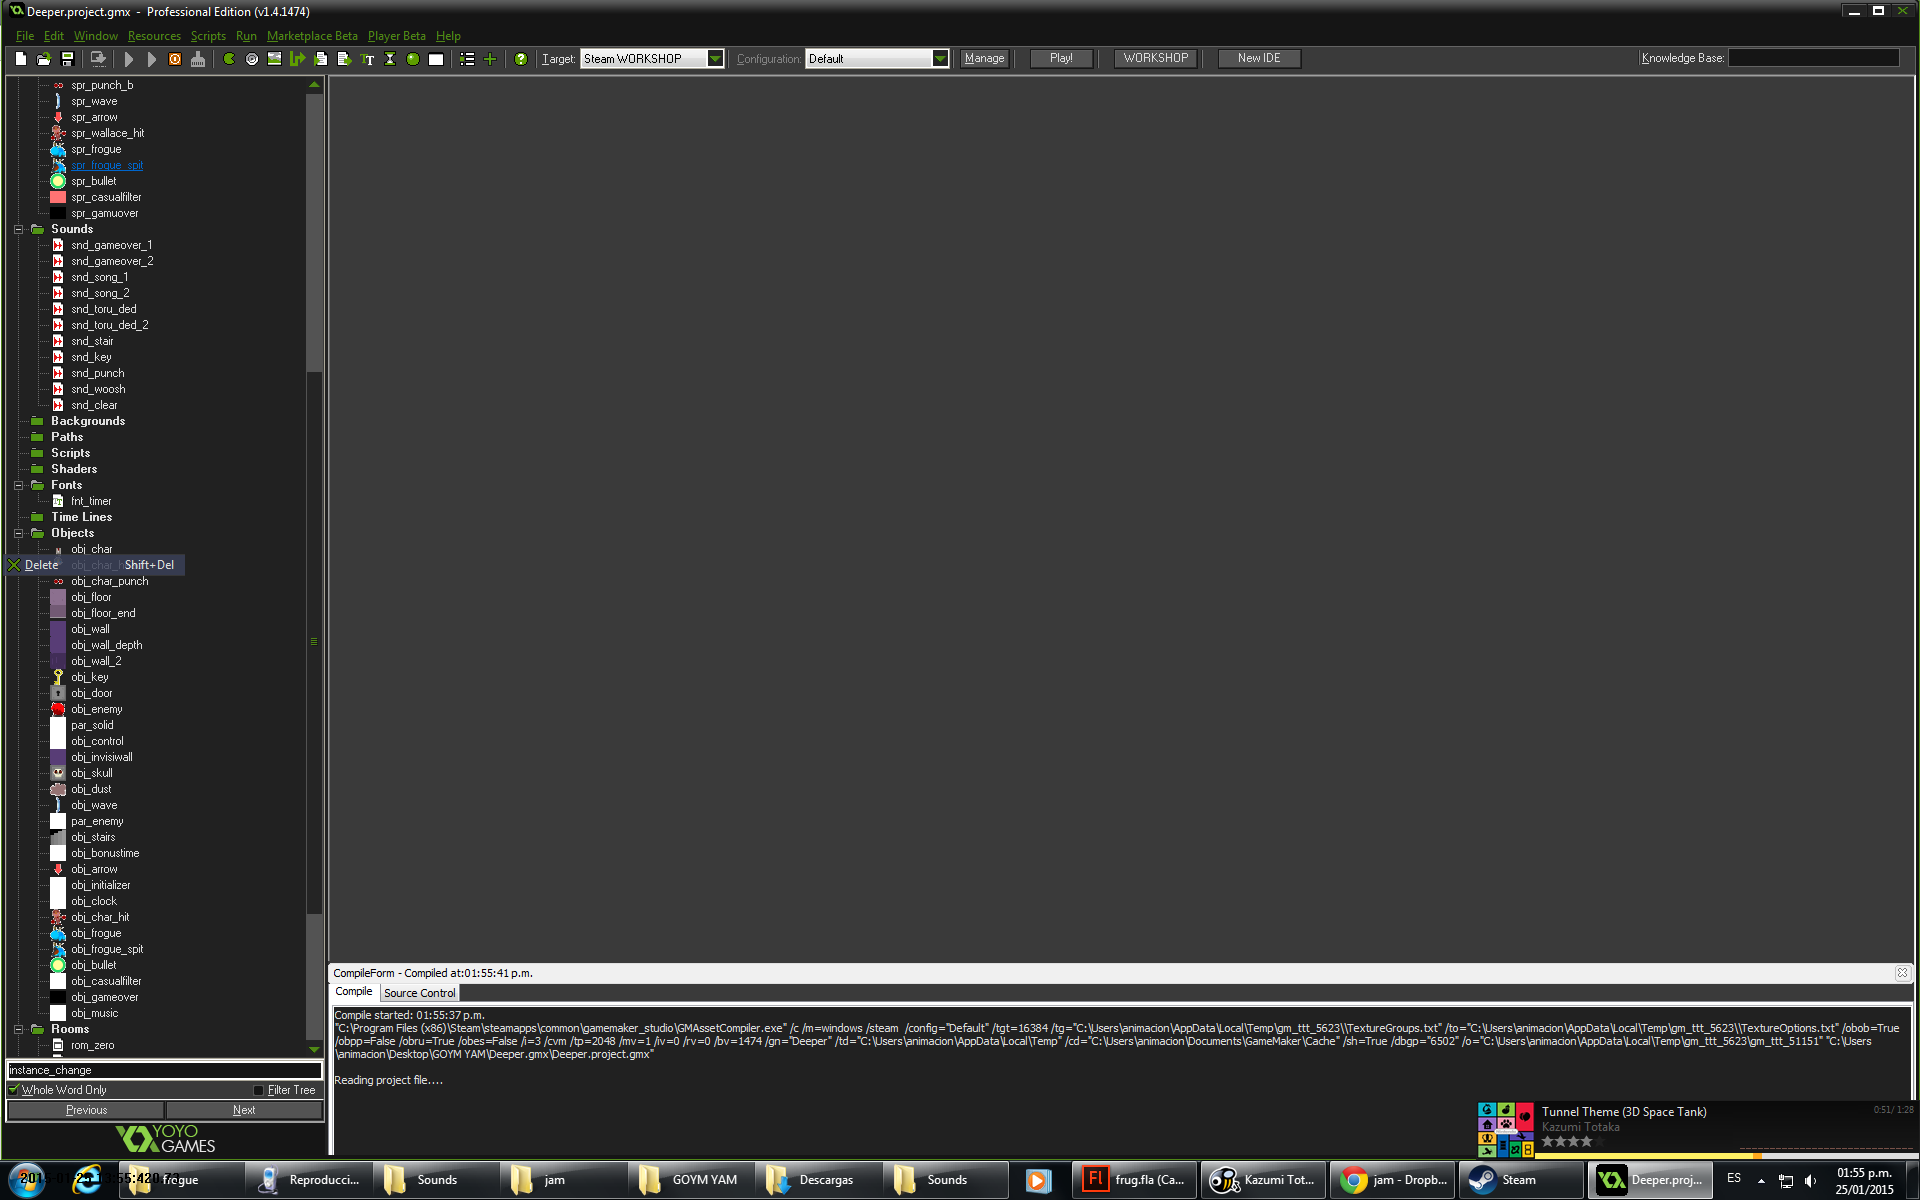 Deeper.project.gmx - Professional Edition (v1.4.1474)
File Edit Window Resources Scripts Run Marketplace Beta Player Beta Help
Target: Steam WORKSHOP Configuration: Default Manage Play! WORKSHOP New IDE Knowledge Base:
spr_punch_b
spr_wave
spr_arrow
spr_wallace_hit
spr_frogue
spr_frogue_spit
spr_bullet
spr_casualfilter
spr_gamuover
Sounds
snd_gameover_1
snd_gameover_2
snd_song_1
snd_song_2
snd_toru_ded
snd_toru_ded_2
snd_stair
snd_key
snd_punch
snd_woosh
snd_clear
Backgrounds
Paths
Scripts
Shaders
Fonts
fnt_timer
Time Lines
Objects
obj_char
Delete Shift+Del
obj_char_punch
obj_floor
obj_floor_end
obj_wall
obj_wall_depth
obj_wall_2
obj_key
obj_door
obj_enemy
par_solid
obj_control
obj_invisiwall
obj_skull
obj_dust
obj_wave
par_enemy
obj_stairs
obj_bonustime
obj_arrow
obj_initializer
obj_clock
obj_char_hit
obj_frogue
obj_frogue_spit
obj_bullet
obj_casualfilter
obj_gameover
obj_music
Rooms
rom_zero
instance_change
Whole Word Only Filter Tree
Previous Next
YOYO GAMES
CompileForm - Compiled at:01:55:41 p.m.
Compile Source Control
Compile started: 01:55:37 p.m.
"C:\Program Files (x86)\Steam\steamapps\common\gamemaker_studio\GMAssetCompiler.exe" /c /m=windows /steam /config="Default" /tgt=16384 /tg="C:\Users\animacion\AppData\Local\Temp\gm_ttt_5623\\TextureGroups.txt" /to="C:\Users\animacion\AppData\Local\Temp\gm_ttt_5623\\TextureOptions.txt" /obob=True
/obpp=False /obru=True /obes=False /i=3 /cvm /tp=2048 /mv=1 /iv=0 /rv=0 /bv=1474 /gn="Deeper" /td="C:\Users\animacion\AppData\Local\Temp" /cd="C:\Users\animacion\Documents\GameMaker\Cache" /sh=True /dbgp="6502" /o="C:\Users\animacion\AppData\Local\Temp\gm_ttt_5623\gm_ttt_51151" "C:\Users
\animacion\Desktop\GOYM YAM\Deeper.gmx\Deeper.project.gmx"
Reading project file....
Tunnel Theme (3D Space Tank) 0:51/ 1:28
Kazumi Totaka
frogue Reproducci... Sounds jam GOYM YAM Descargas Sounds frug.fla (Ca... Kazumi Tot... jam - Dropb... Steam Deeper.proj... ES 01:55 p.m.
25/01/2015